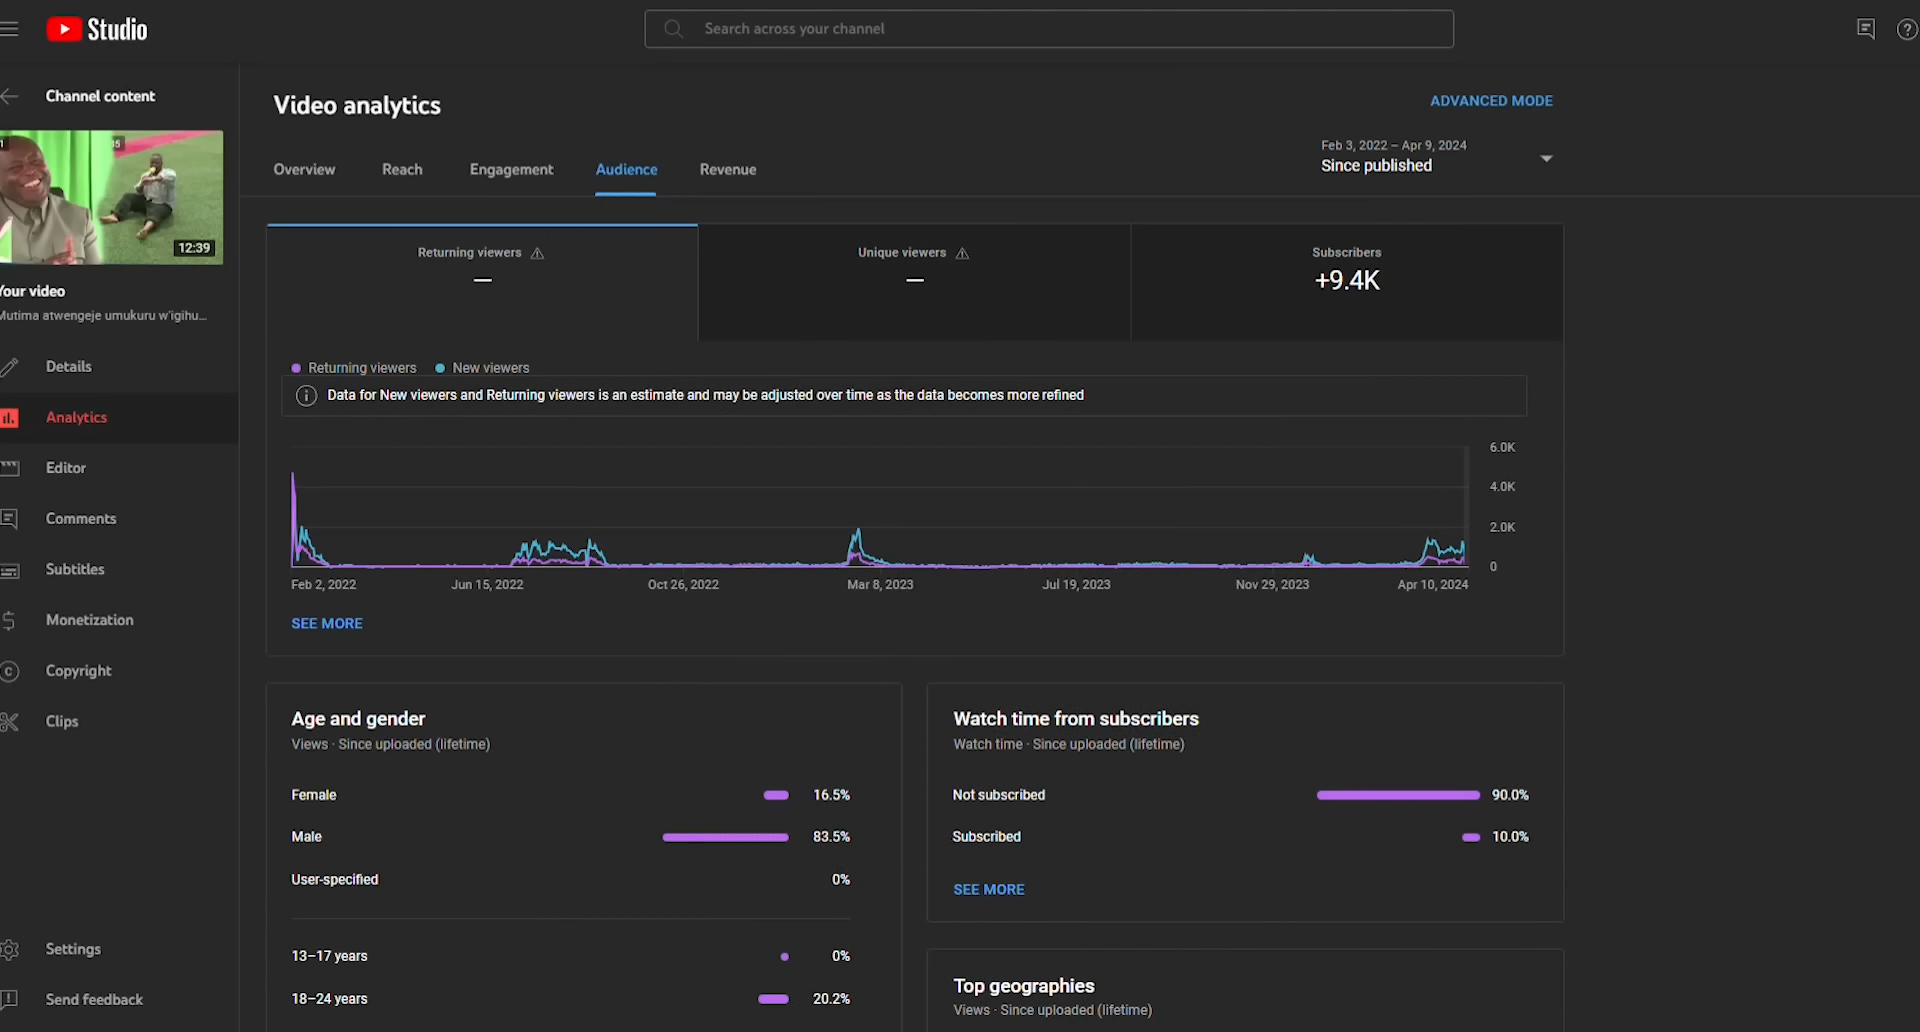 Studio
Search across your channel
Channel content
12:39
Your video
Mutima atwengeje umukuru w'igihu...
Details
Analytics
Editor
Comments
Subtitles
Monetization
Copyright
Clips
Settings
Send feedback
Video analytics
ADVANCED MODE
Overview
Reach
Engagement
Audience
Revenue
Feb 3, 2022 – Apr 9, 2024
Since published
Returning viewers
—
Unique viewers
—
Subscribers
+9.4K
Returning viewers
New viewers
Data for New viewers and Returning viewers is an estimate and may be adjusted over time as the data becomes more refined
6.0K
4.0K
2.0K
0
Feb 2, 2022
Jun 15, 2022
Oct 26, 2022
Mar 8, 2023
Jul 19, 2023
Nov 29, 2023
Apr 10, 2024
SEE MORE
Age and gender
Views · Since uploaded (lifetime)
Female 16.5%
Male 83.5%
User-specified 0%
13–17 years 0%
18–24 years 20.2%
Watch time from subscribers
Watch time · Since uploaded (lifetime)
Not subscribed 90.0%
Subscribed 10.0%
SEE MORE
Top geographies
Views · Since uploaded (lifetime)